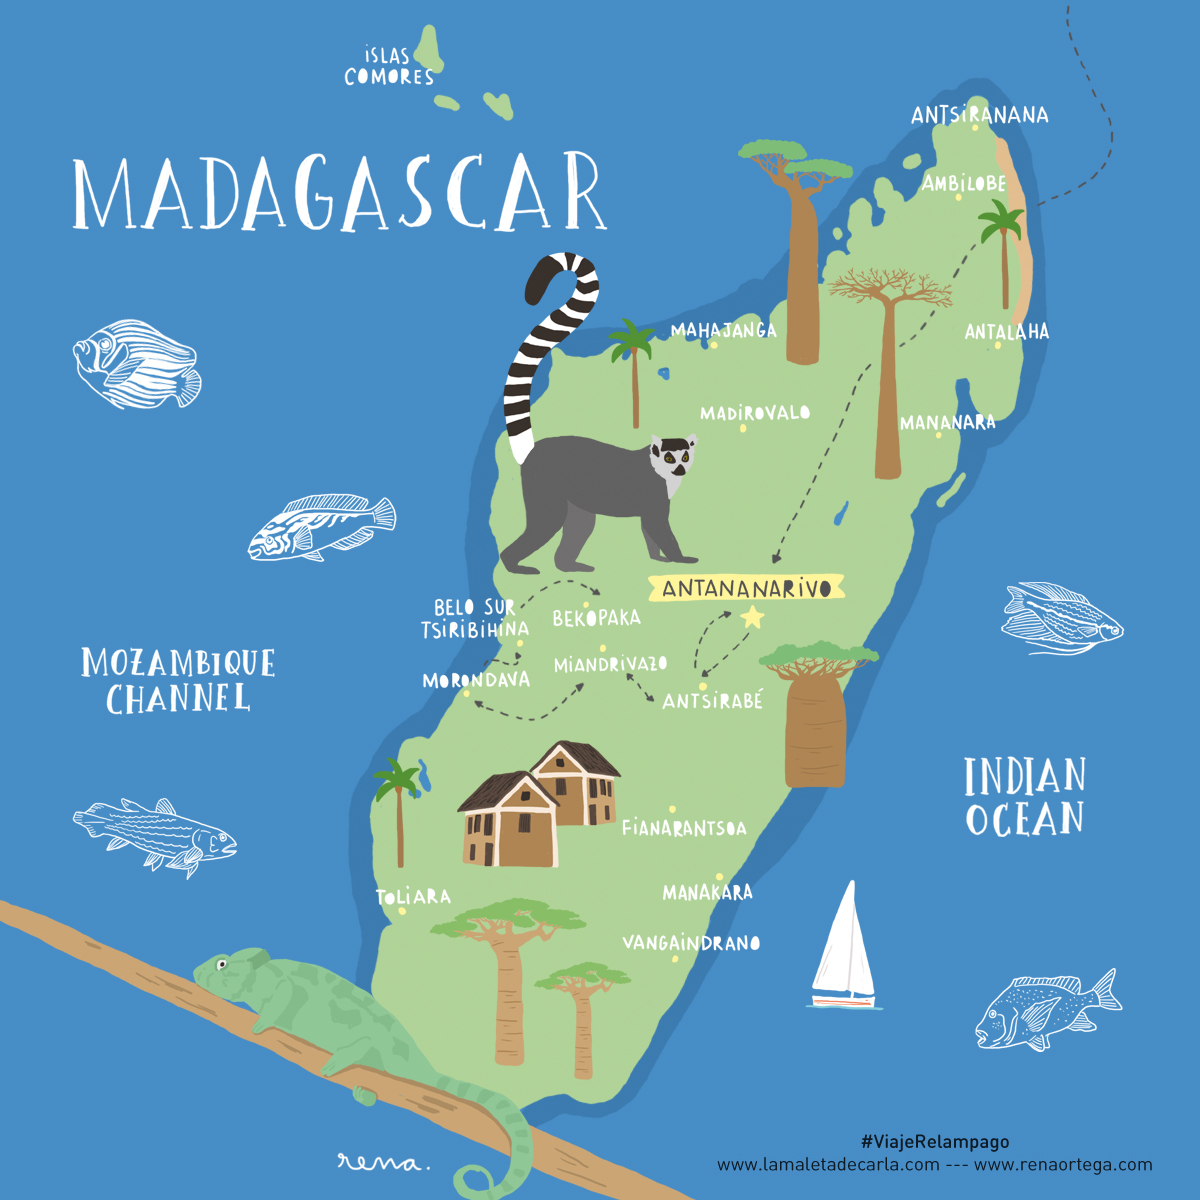 iSLAS
COMORES
ANTSiRANANA
MADAGASCAR
AMBiLOBE
MAHAJANGA
ANTALAHA
MADiROVALO
MANANARA
ANTANANARiVO
BELO SUR
TSiRiBiHiNA
BEKOPAKA
MiANDRiVAZO
MORONDAVA
ANTSiRABÉ
MOZAMBIQUE
CHANNEL
INDIAN
OCEAN
FiANARANTSOA
MANAKARA
TOLiARA
VANGAiNDRANO
#ViajeRelampago
www.lamaletadecarla.com --- www.renaortega.com
rena.